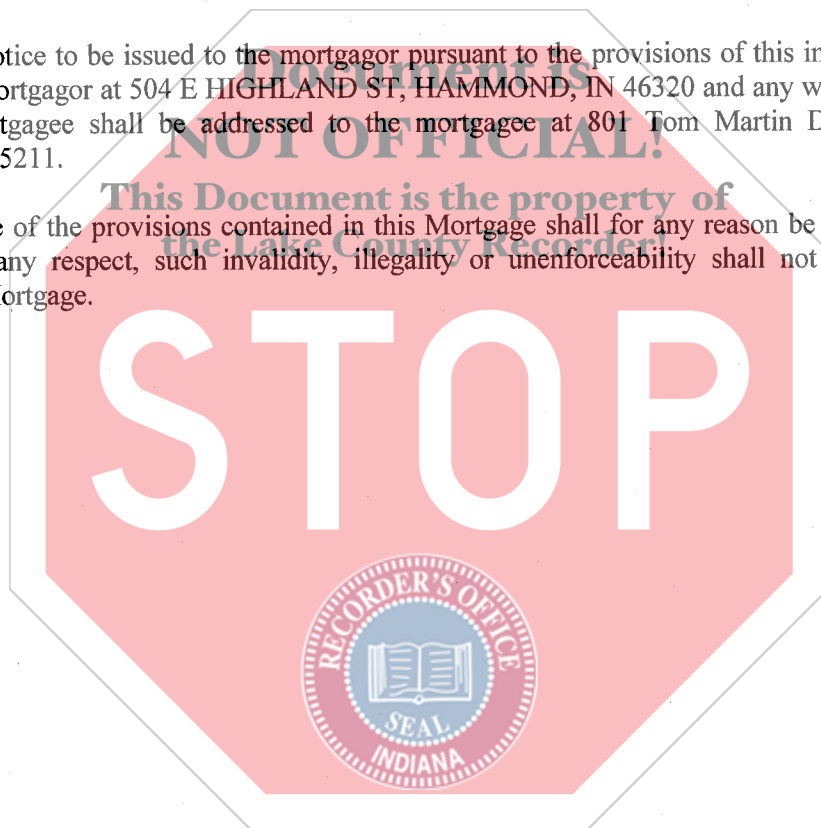 Document is
otice to be issued to the mortgagor pursuant to the provisions of this in
ortgagor at 504 E HIGHLAND ST, HAMMOND, IN 46320 and any w
tgagee shall be addressed to the mortgagee at 801 Tom Martin D
NOT OFFICIAL!
5211.
This Document is the property of
e of the provisions contained in this Mortgage shall for any reason be
the Lake County Recorder!
any respect, such invalidity, illegality or unenforceability shall not
ortgage.
STOP
RECORDER'S OFFICE
SEAL
INDIANA